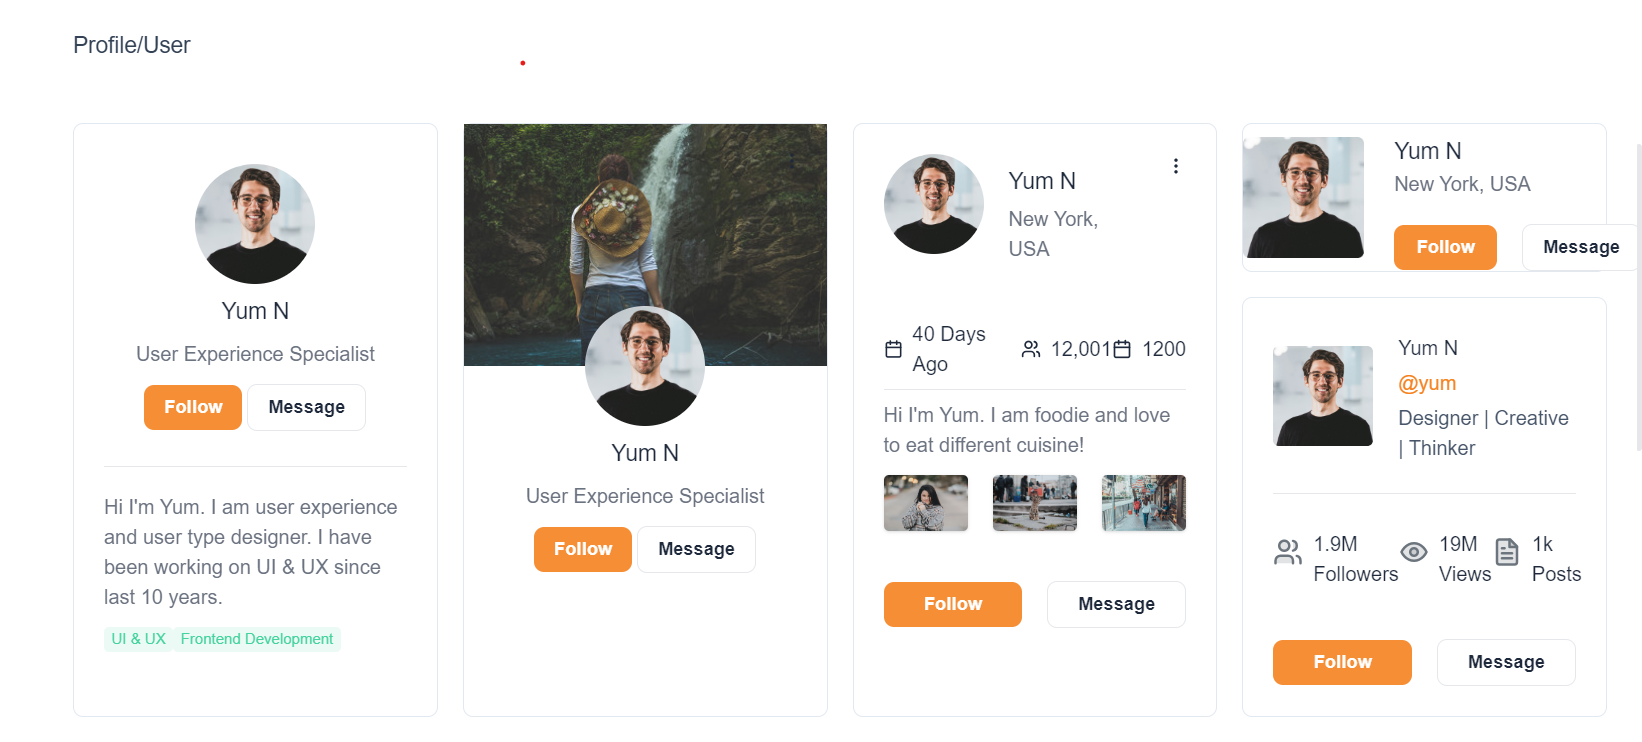 Profile/User
Yum N
User Experience Specialist
Follow
Message
Hi I'm Yum. I am user experience
and user type designer. I have
been working on UI & UX since
last 10 years.
UI & UX
Frontend Development
Yum N
User Experience Specialist
Follow
Message
Yum N
New York,
USA
40 Days
Ago
12,001
1200
Hi I'm Yum. I am foodie and love
to eat different cuisine!
Follow
Message
Yum N
New York, USA
Follow
Message
Yum N
@yum
Designer | Creative
| Thinker
1.9M
Followers
19M
Views
1k
Posts
Follow
Message